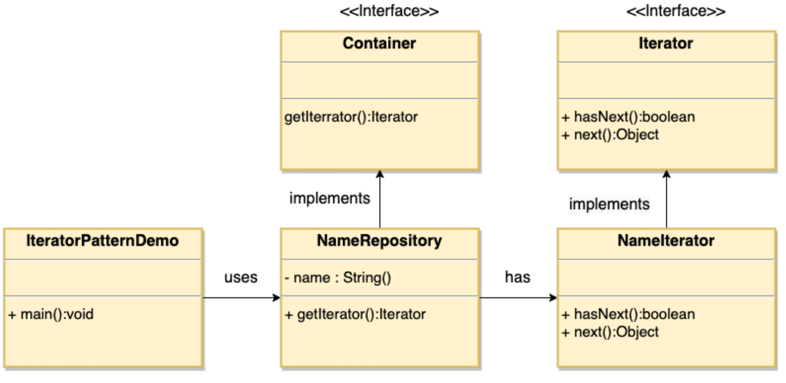 <<Interface>>
Container
getIterrator():Iterator
<<Interface>>
Iterator
+ hasNext():boolean
+ next():Object
implements
implements
IteratorPatternDemo
+ main():void
uses
NameRepository
- name : String()
+ getIterator():Iterator
has
NameIterator
+ hasNext():boolean
+ next():Object